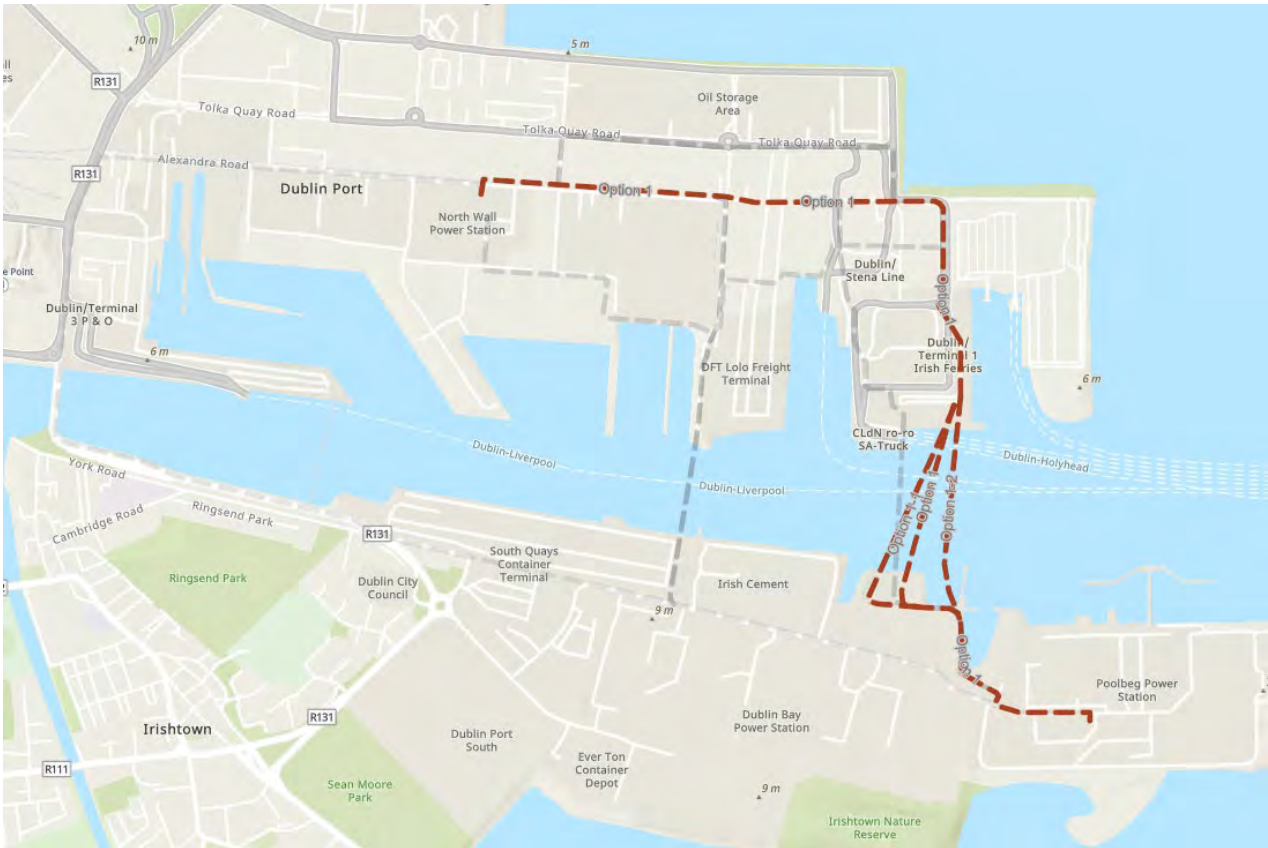 10 m
5 m
all
es
R131
Oil Storage
Area
Tolka Quay Road
Tolka Quay Road
Tolka Quay Road
Alexandra Road
R131
Dublin Port
Option 1
Option 1
North Wall
Power Station
e Point
Dublin/
Stena Line
Option 1
Dublin/Terminal
3 P & O
6 m
Dublin/
Terminal 1
Irish Ferries
DFT Lolo Freight
Terminal
6 m
CLdN ro-ro
SA-Truck
Dublin-Liverpool
Dublin-Holyhead
York Road
Dublin-Liverpool
Option 1-1
Option 1
Option 1-2
Cambridge Road
Ringsend Park
R131
South Quays
Container
Terminal
Ringsend Park
Dublin City
Council
Irish Cement
9 m
Option 1
Poolbeg Power
Station
Irishtown
R131
Dublin Port
South
Dublin Bay
Power Station
Ever Ton
Container
Depot
R111
Sean Moore
Park
9 m
Irishtown Nature
Reserve